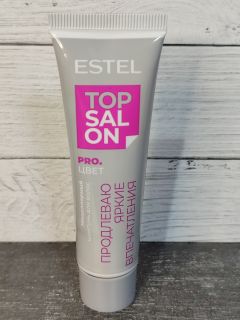 ESTEL
TOP
SAL
ON
PRO.
ЦВЕТ
ПРОДЛЕВАЮ
ЯРКИЕ
ВПЕЧАТЛЕНИЯ